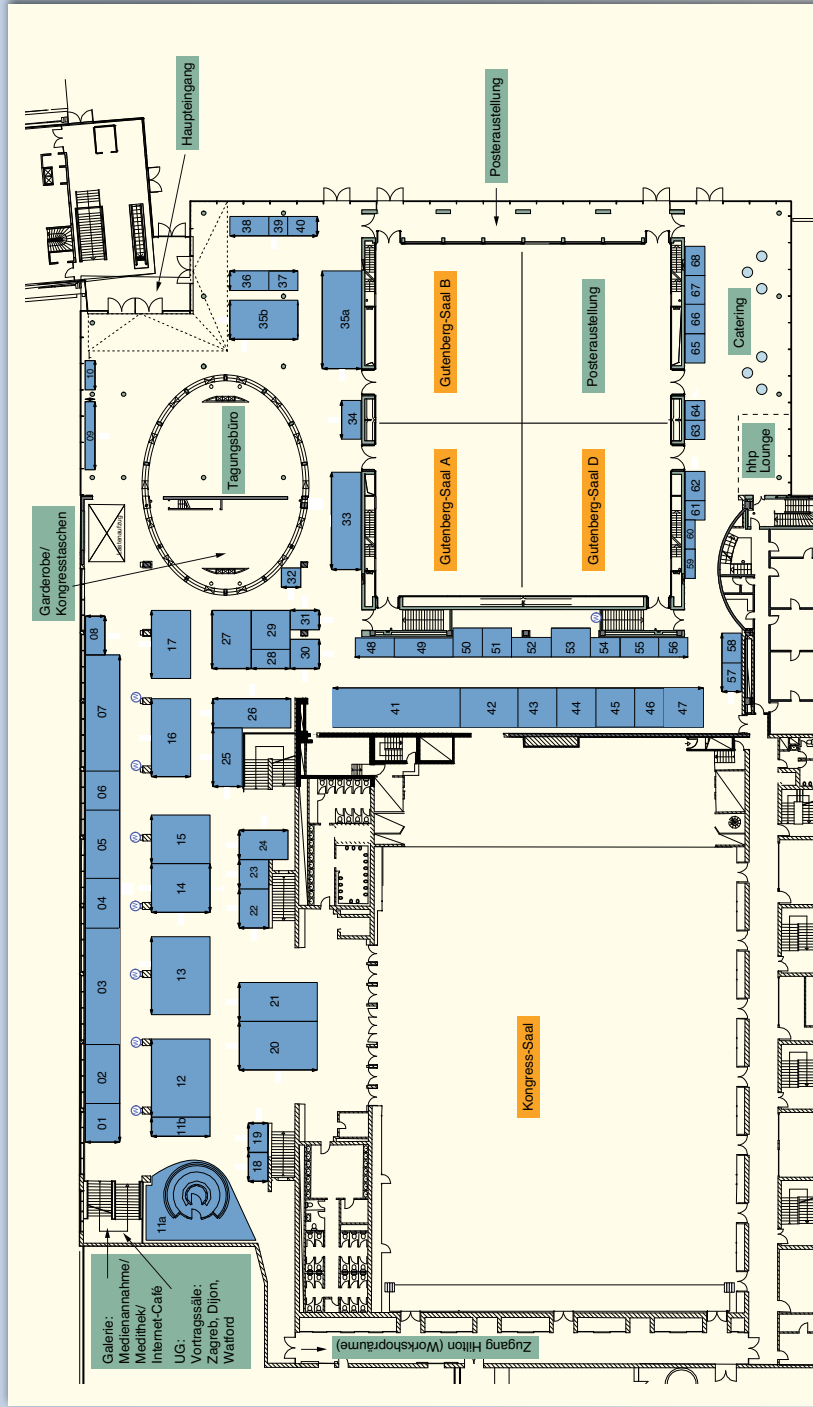 Haupteingang
Posteraustellung
38
39
40
36
37
35b
35a
10
09
Tagungsbüro
34
Gutenberg-Saal B
Posteraustellung
68
67
66
65
Catering
64
63
hhp
Lounge
Garderobe/
Kongresstaschen
Lastenaufzug
33
32
Gutenberg-Saal A
Gutenberg-Saal D
62
61
60
59
08
17
27
29
28
31
30
48
49
50
51
52
53
54
55
56
W
58
57
07
16
W
W
26
25
41
42
43
44
45
46
47
06
05
04
15
14
W
W
24
23
22
03
13
W
21
20
02
01
12
11b
W
W
19
18
Kongress-Saal
11a
Galerie:
Medienannahme/
Medithek/
Internet-Café
UG:
Vortragssäle:
Zagreb, Dijon,
Watford
Zugang Hilton (Workshopräume)